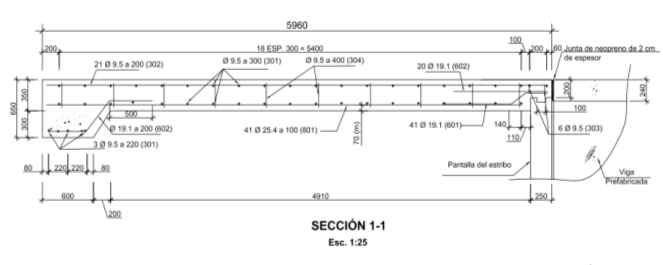 5960
100
200
18 ESP. 300 = 5400
200
60
Junta de neopreno de 2 cm
de espesor
21 Ø 9.5 a 200 (302)
Ø 9.5 a 300 (301)
Ø 9.5 a 400 (304)
20 Ø 19.1 (602)
650
350
300
200
240
500
100
Ø 19.1 a 200 (602)
41 Ø 25.4 a 100 (801)
70 (m)
41 Ø 19.1 (601)
140
110
6 Ø 9.5 (303)
3 Ø 9.5 a 220 (301)
80
220
220
80
Pantalla del estribo
Viga
Prefabricada
600
200
4910
250
SECCIÓN 1-1
Esc. 1:25